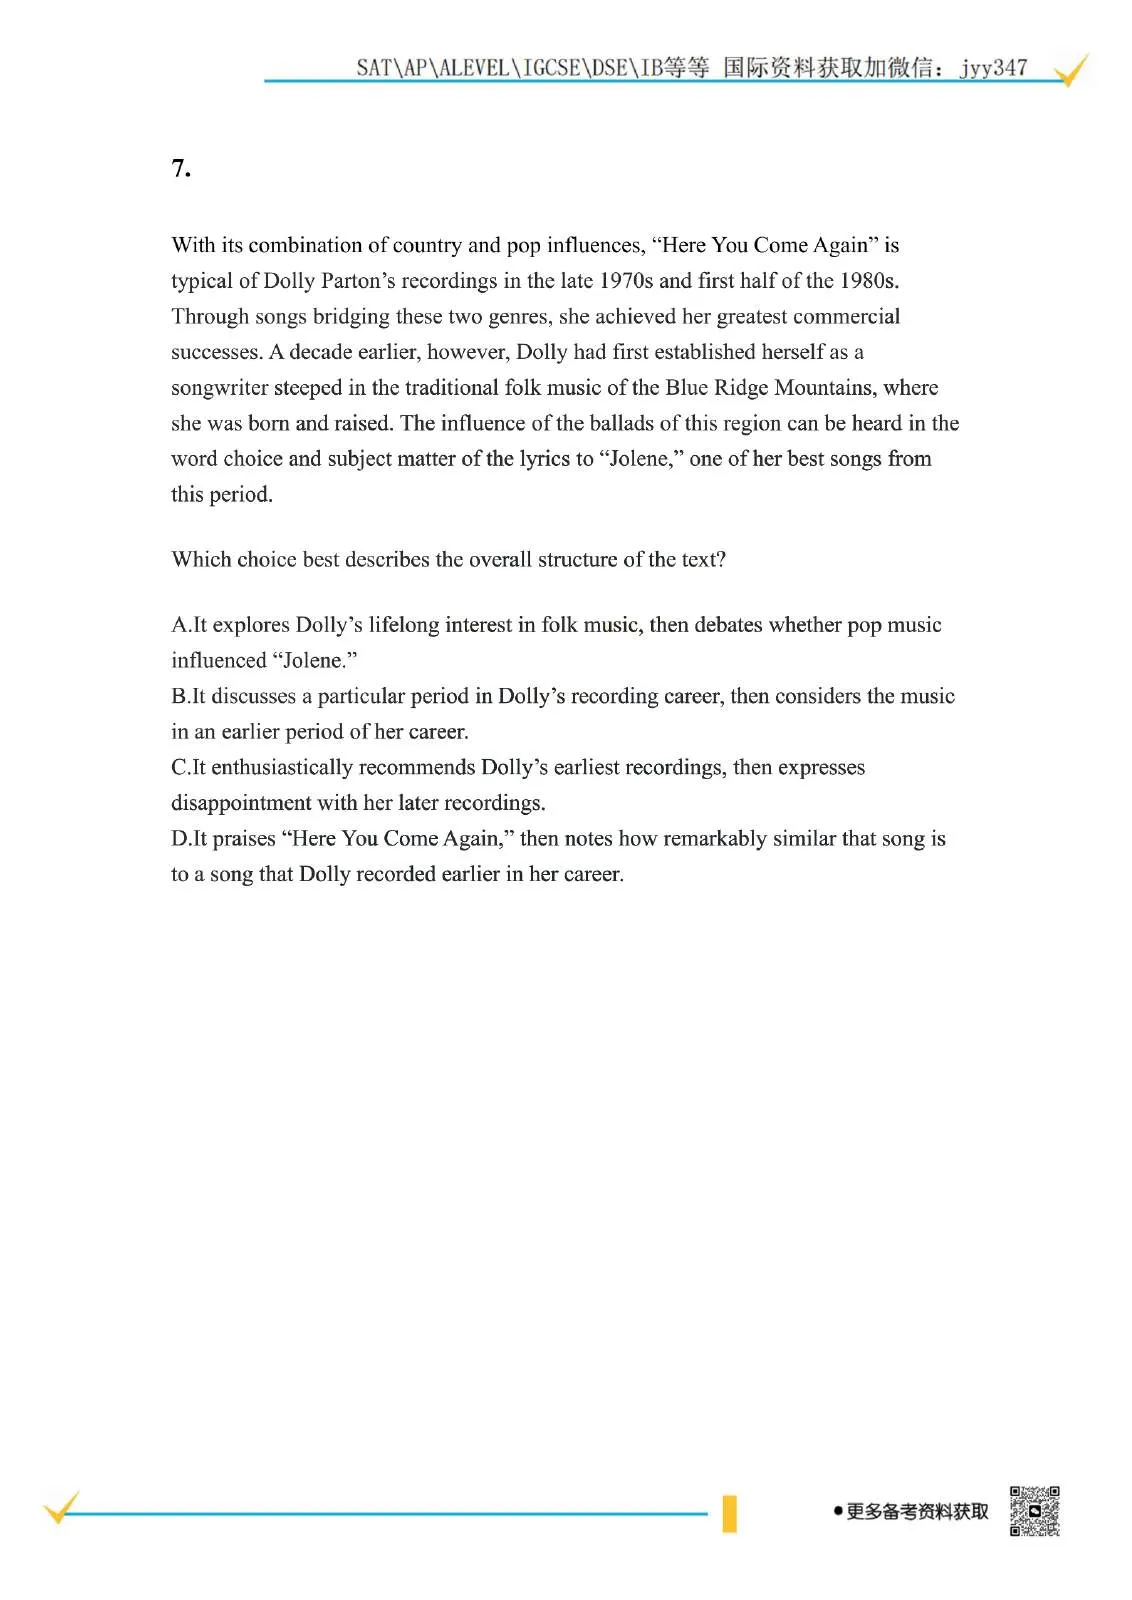 SAT\AP\ALEVEL\IGCSE\DSE\IB等等 国际资料获取加微信：jyy347
7.
With its combination of country and pop influences, “Here You Come Again” is
typical of Dolly Parton’s recordings in the late 1970s and first half of the 1980s.
Through songs bridging these two genres, she achieved her greatest commercial
successes. A decade earlier, however, Dolly had first established herself as a
songwriter steeped in the traditional folk music of the Blue Ridge Mountains, where
she was born and raised. The influence of the ballads of this region can be heard in the
word choice and subject matter of the lyrics to “Jolene,” one of her best songs from
this period.
Which choice best describes the overall structure of the text?
A.It explores Dolly’s lifelong interest in folk music, then debates whether pop music
influenced “Jolene.”
B.It discusses a particular period in Dolly’s recording career, then considers the music
in an earlier period of her career.
C.It enthusiastically recommends Dolly’s earliest recordings, then expresses
disappointment with her later recordings.
D.It praises “Here You Come Again,” then notes how remarkably similar that song is
to a song that Dolly recorded earlier in her career.
●更多备考资料获取